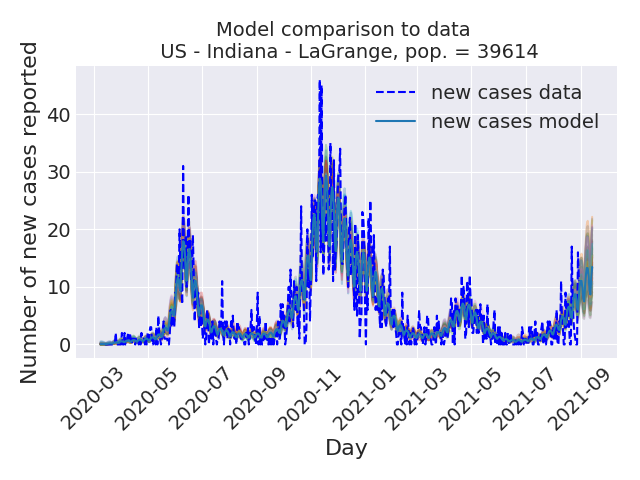 Model comparison to data
US - Indiana - LaGrange, pop. = 39614
Number of new cases reported
40
30
20
10
0
new cases data
new cases model
2020-03
2020-05
2020-07
2020-09
2020-11
2021-01
2021-03
2021-05
2021-07
2021-09
Day